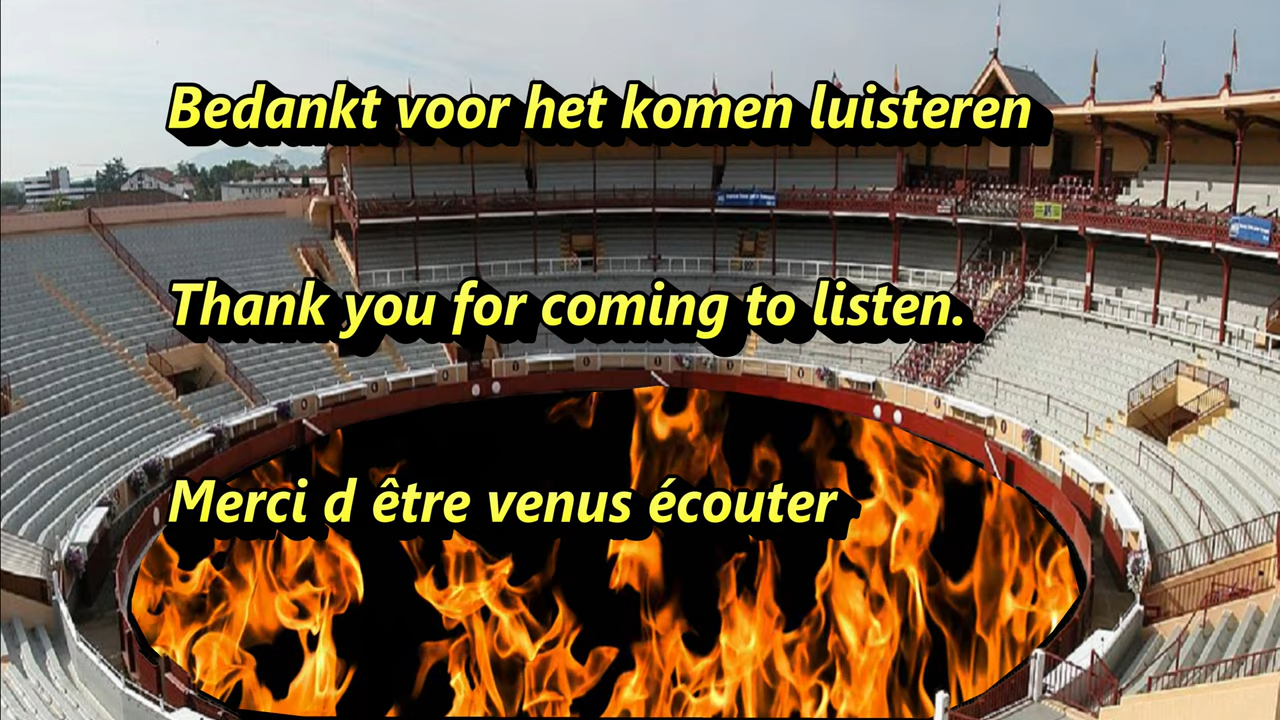 Bedankt voor het komen luisteren
Thank you for coming to listen.
Merci d être venus écouter